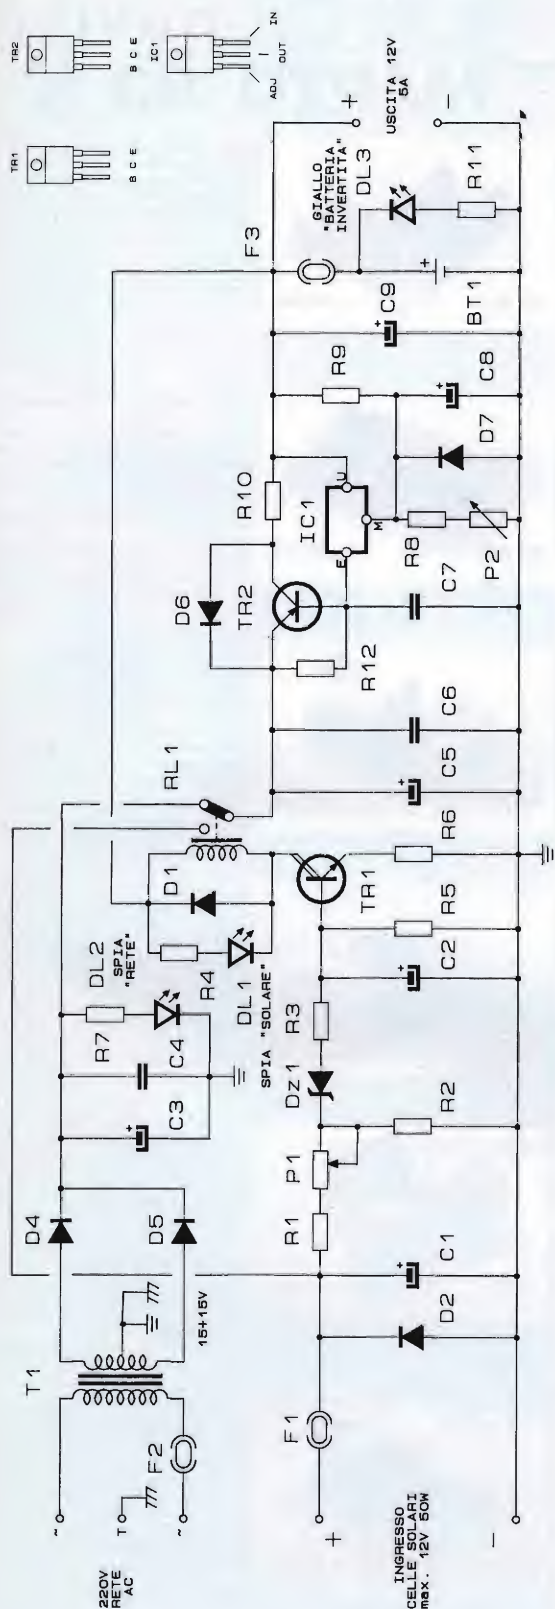 220V
RETE
AC
~
T
~
F2
T1
15+15V
D4
D5
C3
C4
R7
DL2
SPIA
"RETE"
+
R4
DL1
SPIA "SOLARE"
D1
RL1
INGRESSO
CELLE SOLARI
max. 12V 50W
+
-
F1
D2
C1
+
R1
P1
R2
Dz1
R3
C2
+
R5
TR1
R6
C5
+
C6
R12
TR2
D6
C7
R10
IC1
E
M
U
R8
P2
D7
R9
C8
+
C9
+
F3
BT1
+
GIALLO
"BATTERIA
INVERTITA"
DL3
R11
+
USCITA 12V
5A
-
TR1
B C E
TR2
B C E
IC1
ADJ
OUT
IN